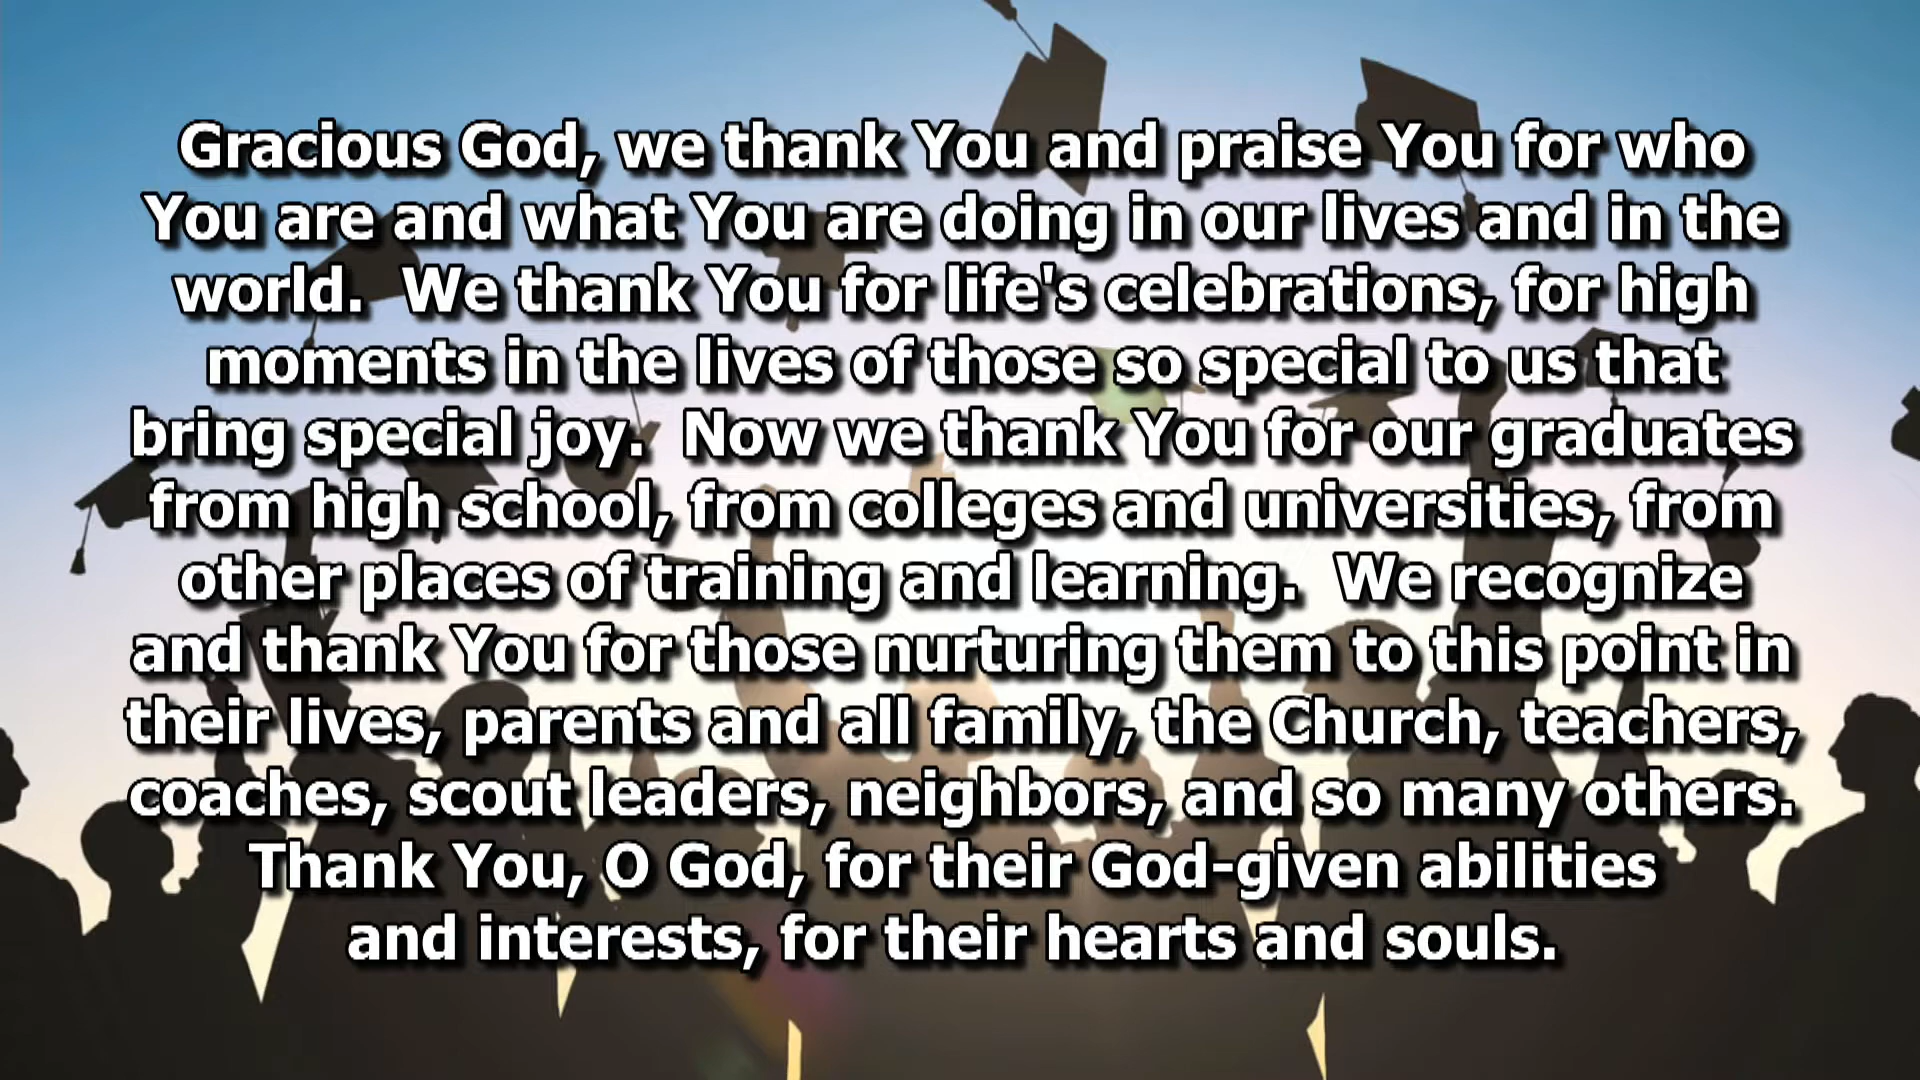 Gracious God, we thank You and praise You for who
You are and what You are doing in our lives and in the
world.  We thank You for life's celebrations, for high
moments in the lives of those so special to us that
bring special joy.  Now we thank You for our graduates
from high school, from colleges and universities, from
other places of training and learning.  We recognize
and thank You for those nurturing them to this point in
their lives, parents and all family, the Church, teachers,
coaches, scout leaders, neighbors, and so many others.
Thank You, O God, for their God-given abilities
and interests, for their hearts and souls.